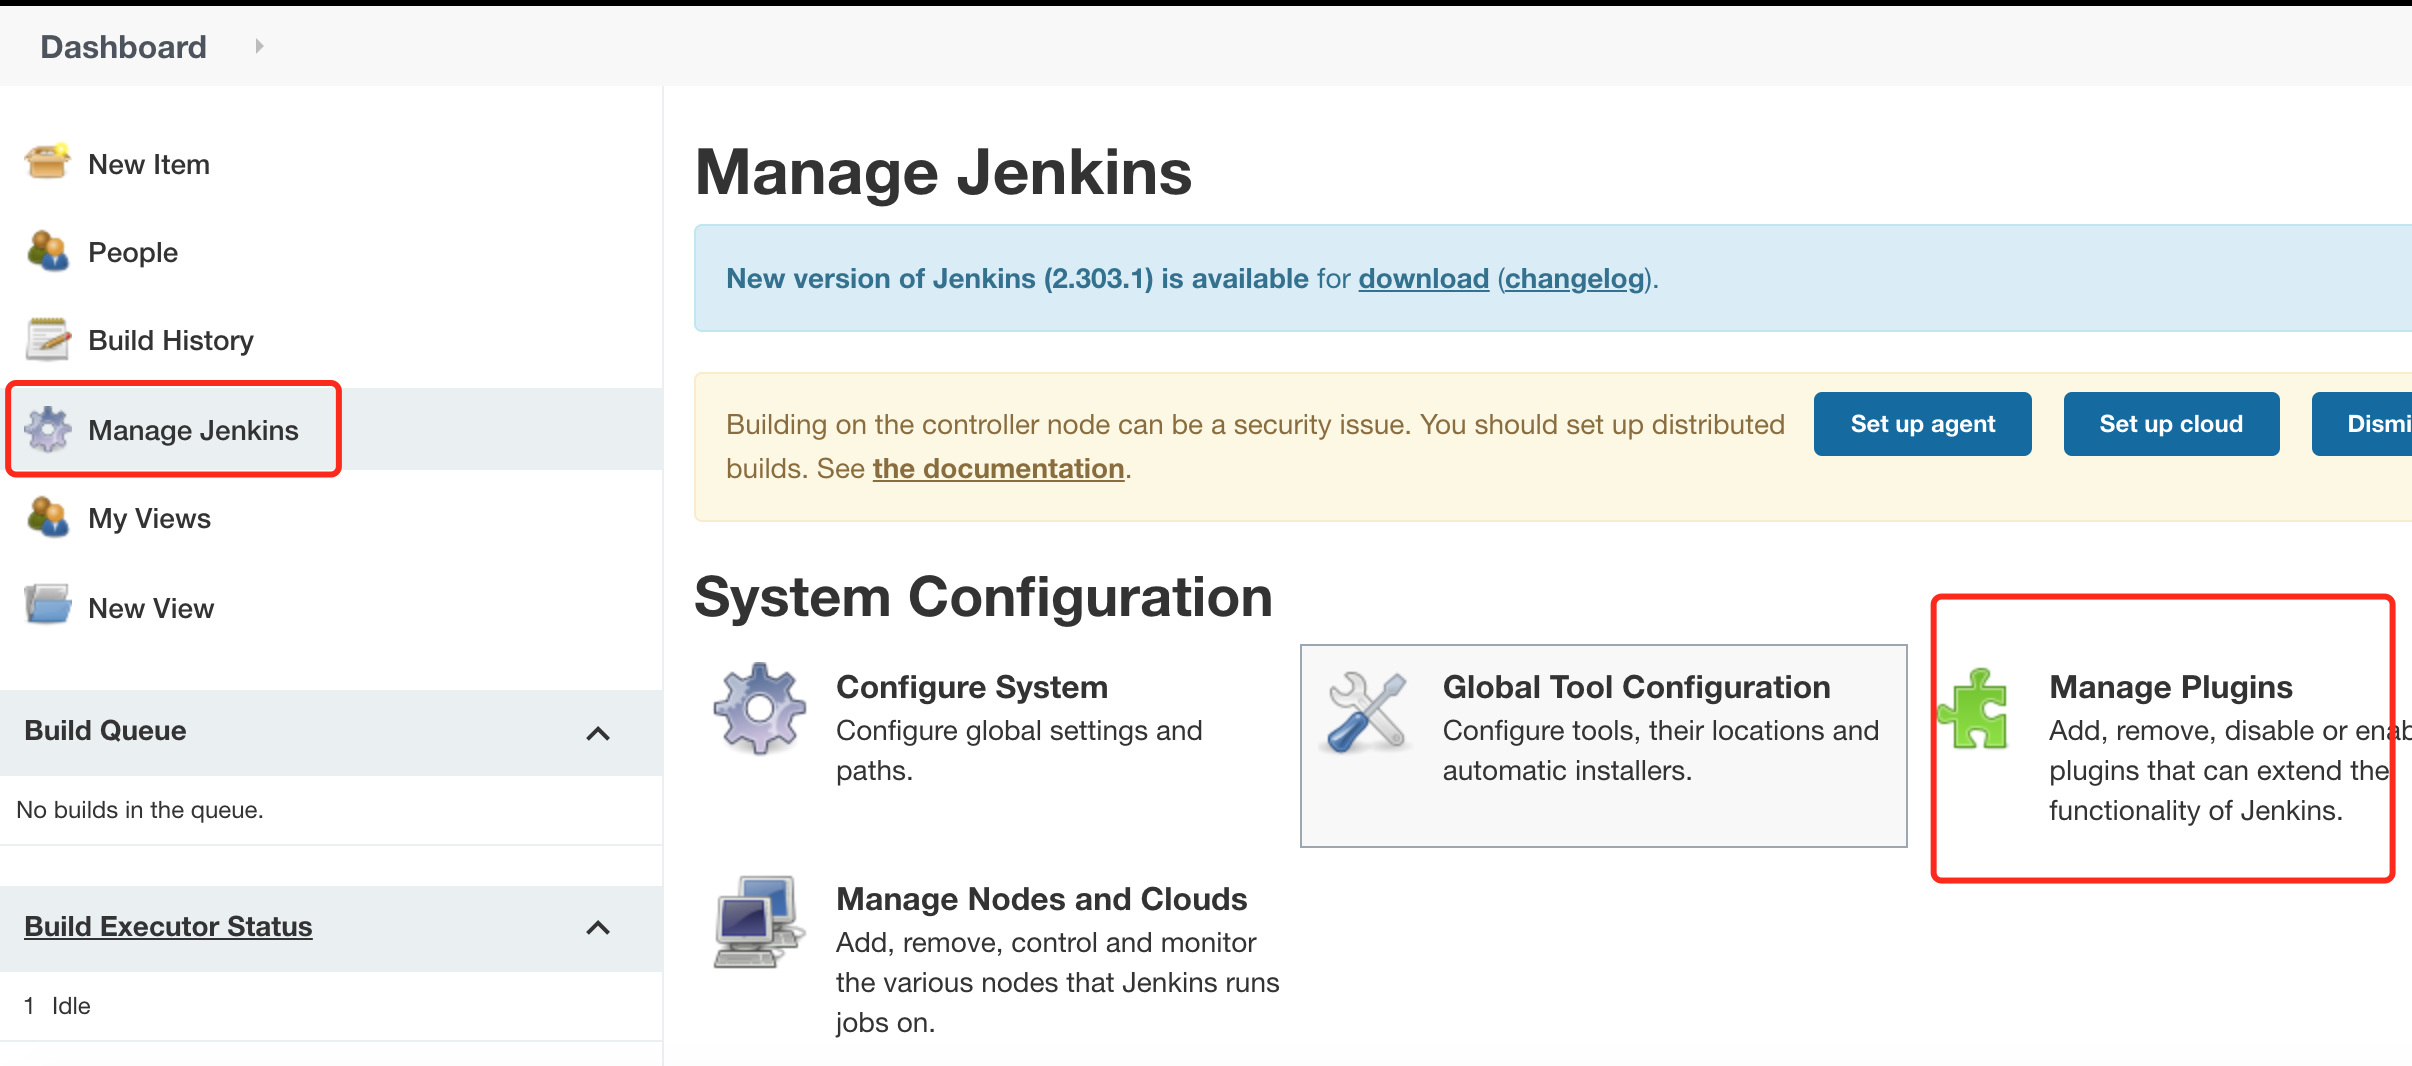 Dashboard
New Item
People
Build History
Manage Jenkins
My Views
New View
Build Queue
No builds in the queue.
Build Executor Status
1 Idle
Manage Jenkins
New version of Jenkins (2.303.1) is available for download (changelog).
Building on the controller node can be a security issue. You should set up distributed
builds. See the documentation.
Set up agent
Set up cloud
Dismi
System Configuration
Configure System
Configure global settings and
paths.
Global Tool Configuration
Configure tools, their locations and
automatic installers.
Manage Plugins
Add, remove, disable or enab
plugins that can extend the
functionality of Jenkins.
Manage Nodes and Clouds
Add, remove, control and monitor
the various nodes that Jenkins runs
jobs on.